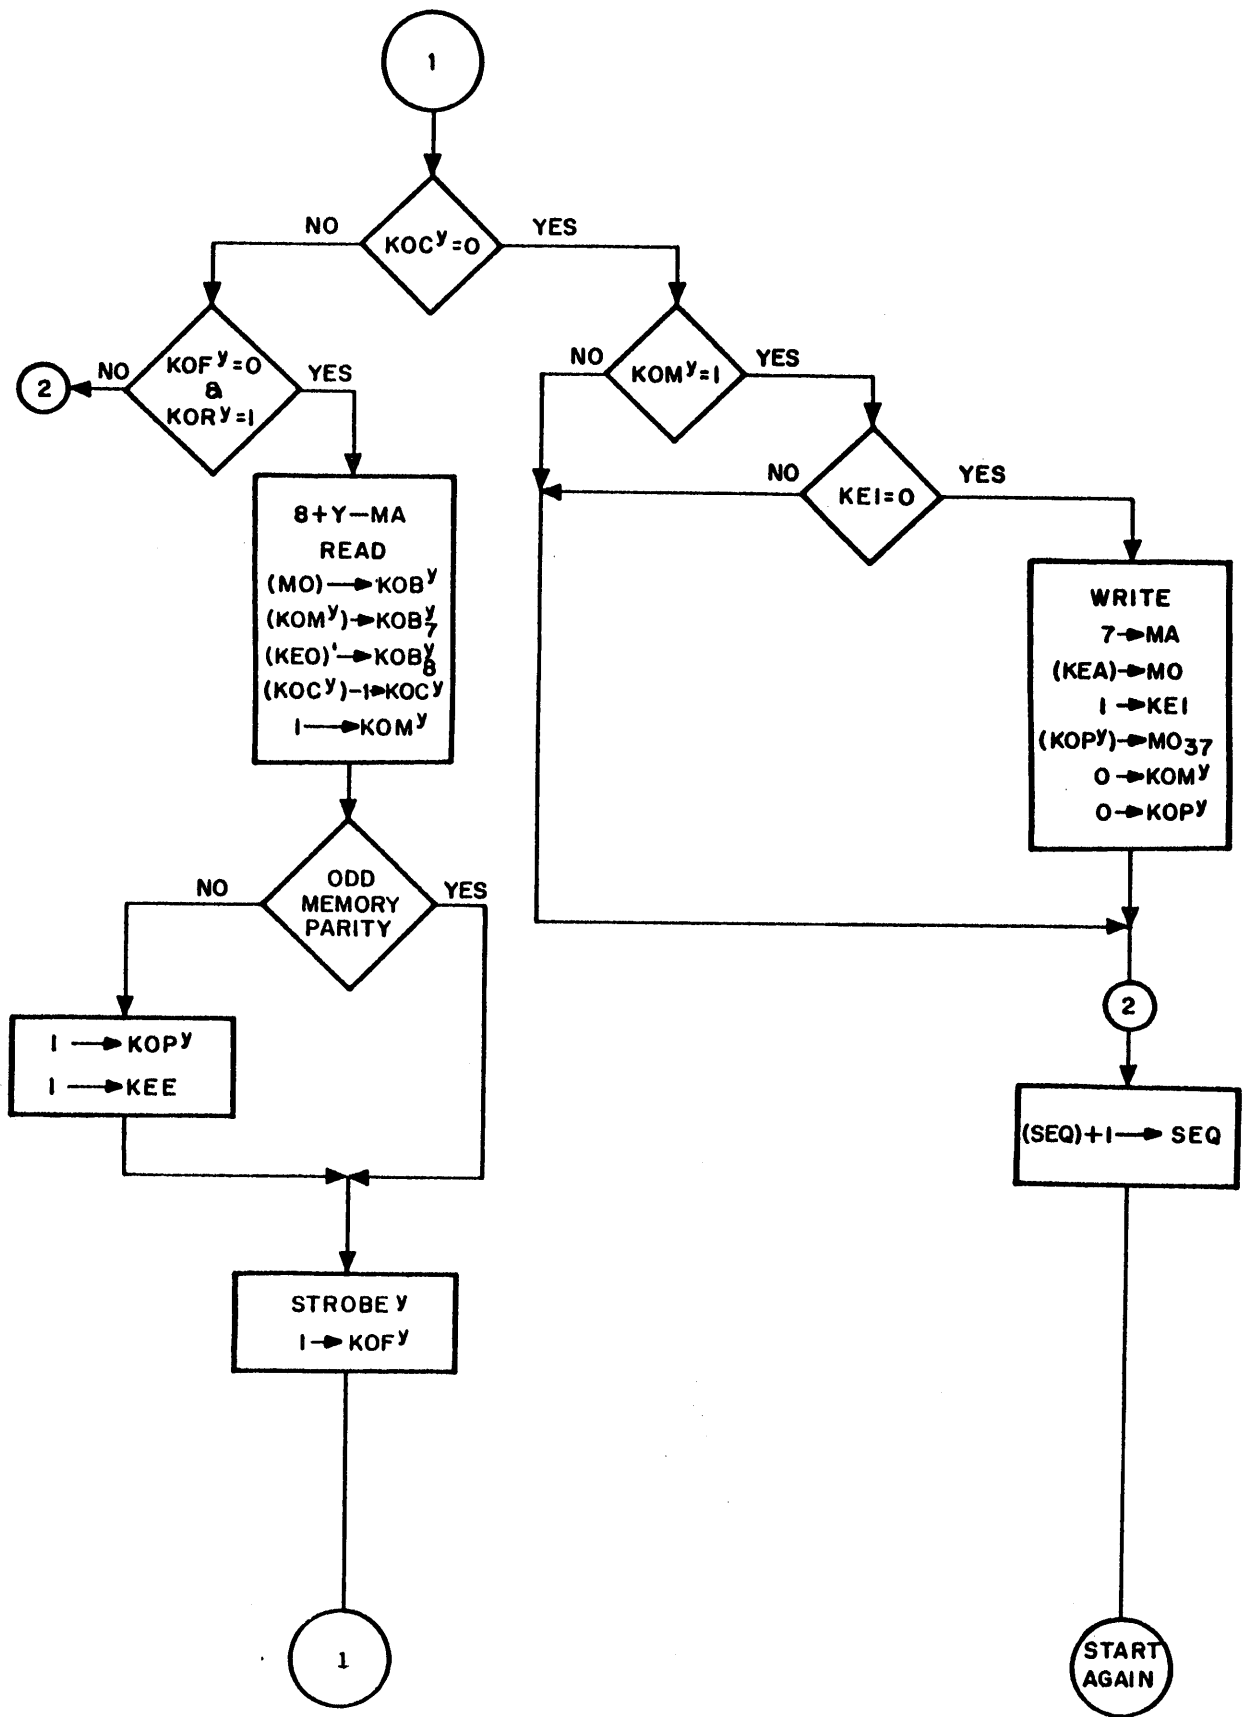 1
KOCʸ=0
NO
YES
KOFʸ=0
&
KORʸ=1
NO
YES
2
KOMʸ=1
NO
YES
KEI=0
NO
YES
8+Y—MA
READ
(MO)→KOBʸ
(KOMʸ)→KOBʸ₇
(KEO)'→KOBʸ₈
(KOCʸ)-1→KOCʸ
1→KOMʸ
WRITE
7→MA
(KEA)→MO
1→KEI
(KOPʸ)→MO₃₇
0→KOMʸ
0→KOPʸ
ODD
MEMORY
PARITY
NO
YES
1→KOPʸ
1→KEE
2
(SEQ)+1→SEQ
STROBEʸ
1→KOFʸ
1
START
AGAIN